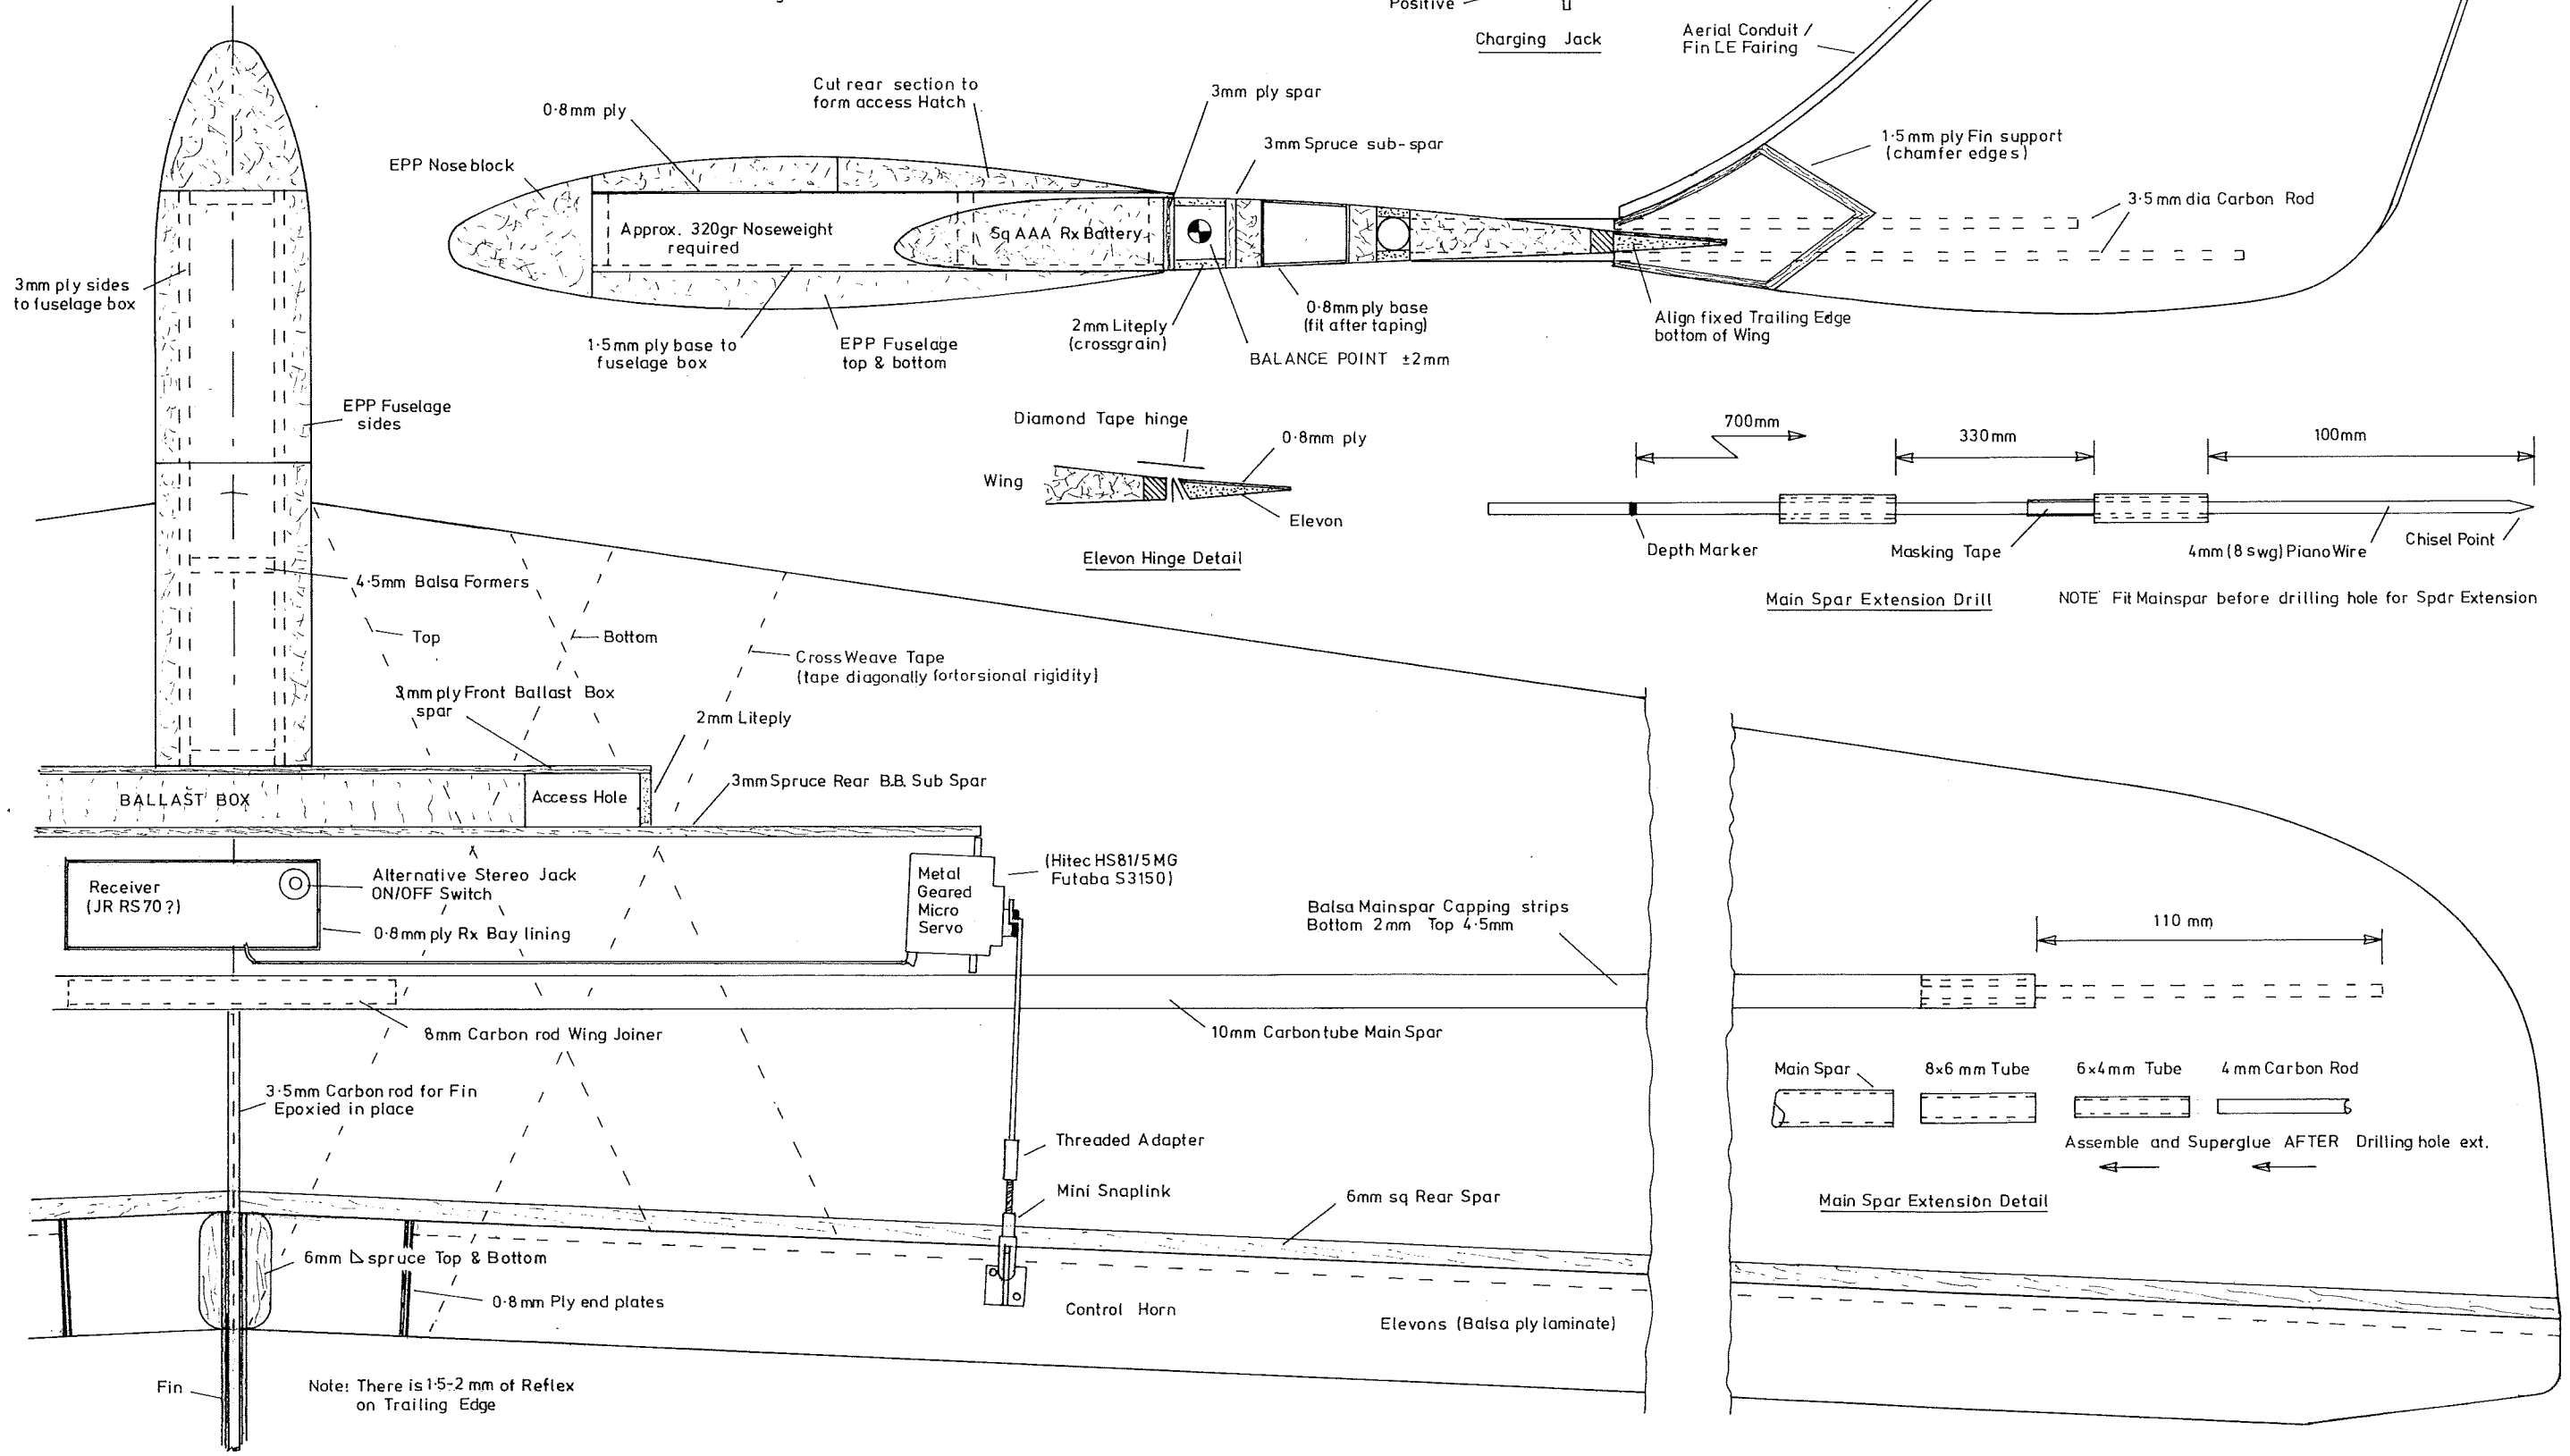 Positive
Charging Jack
Aerial Conduit /
Fin LE Fairing
Cut rear section to
form access Hatch
3mm ply spar
0·8mm ply
3mm Spruce sub-spar
1·5mm ply Fin support
(chamfer edges)
EPP Noseblock
3·5mm dia Carbon Rod
Approx. 320gr Noseweight
required
Sq AAA Rx Battery
3mm ply sides
to fuselage box
0·8mm ply base
(fit after taping)
2mm Liteply
(crossgrain)
Align fixed Trailing Edge
bottom of Wing
1·5mm ply base to
fuselage box
EPP Fuselage
top & bottom
BALANCE POINT ±2mm
EPP Fuselage
sides
Diamond Tape hinge
0·8mm ply
Wing
Elevon
Elevon Hinge Detail
700mm
330mm
100mm
Depth Marker
Masking Tape
4mm (8 swg) Piano Wire
Chisel Point
Main Spar Extension Drill
NOTE Fit Mainspar before drilling hole for Spar Extension
4·5mm Balsa Formers
Top
Bottom
Cross Weave Tape
(tape diagonally for torsional rigidity)
3mm ply Front Ballast Box
spar
2mm Liteply
3mm Spruce Rear B.B. Sub Spar
BALLAST BOX
Access Hole
Receiver
(JR RS70?)
Alternative Stereo Jack
ON/OFF Switch
0·8mm ply Rx Bay lining
Metal
Geared
Micro
Servo
(Hitec HS81/5MG
Futaba S3150)
Balsa Mainspar Capping strips
Bottom 2mm Top 4·5mm
110 mm
8mm Carbon rod Wing Joiner
10mm Carbon tube Main Spar
3·5mm Carbon rod for Fin
Epoxied in place
Main Spar
8x6 mm Tube
6x4mm Tube
4mm Carbon Rod
Assemble and Superglue AFTER Drilling hole ext.
Main Spar Extension Detail
Threaded Adapter
Mini Snaplink
6mm sq Rear Spar
6mm ⊿ spruce Top & Bottom
0·8mm Ply end plates
Control Horn
Elevons (Balsa ply laminate)
Fin
Note: There is 1·5-2 mm of Reflex
on Trailing Edge